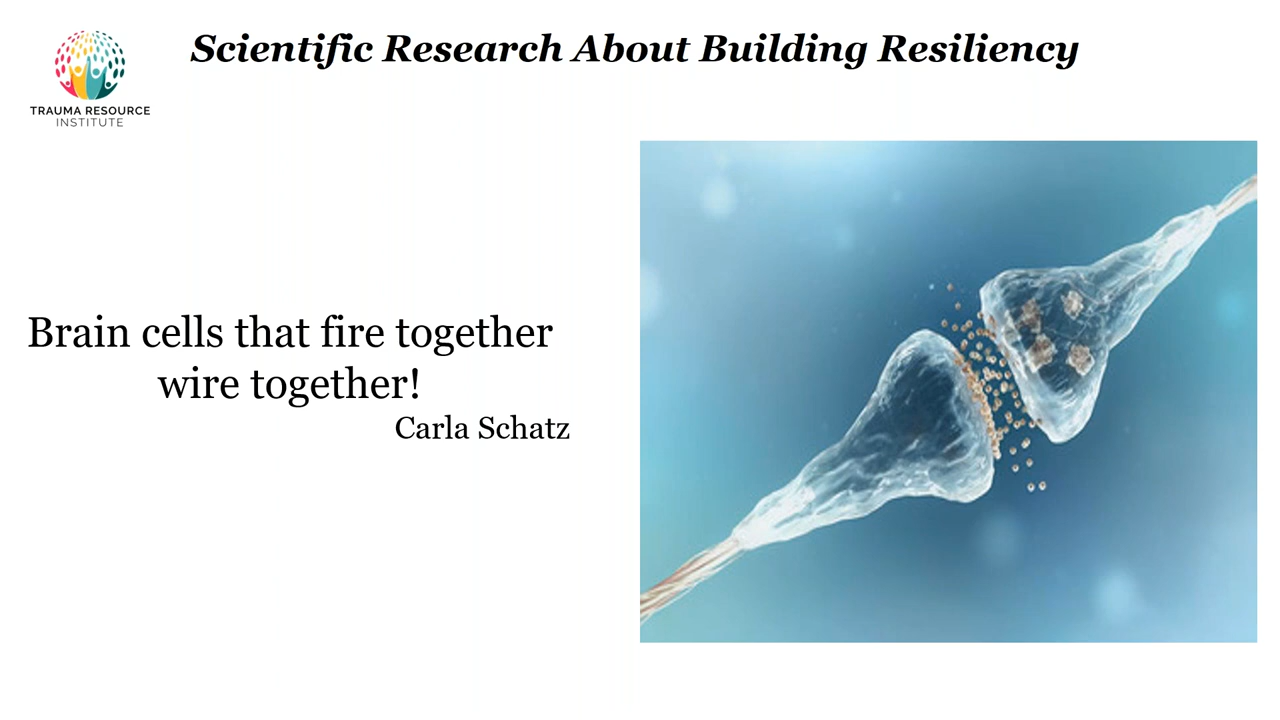 Scientific Research About Building Resiliency
TRAUMA RESOURCE
INSTITUTE
Brain cells that fire together
wire together!
Carla Schatz